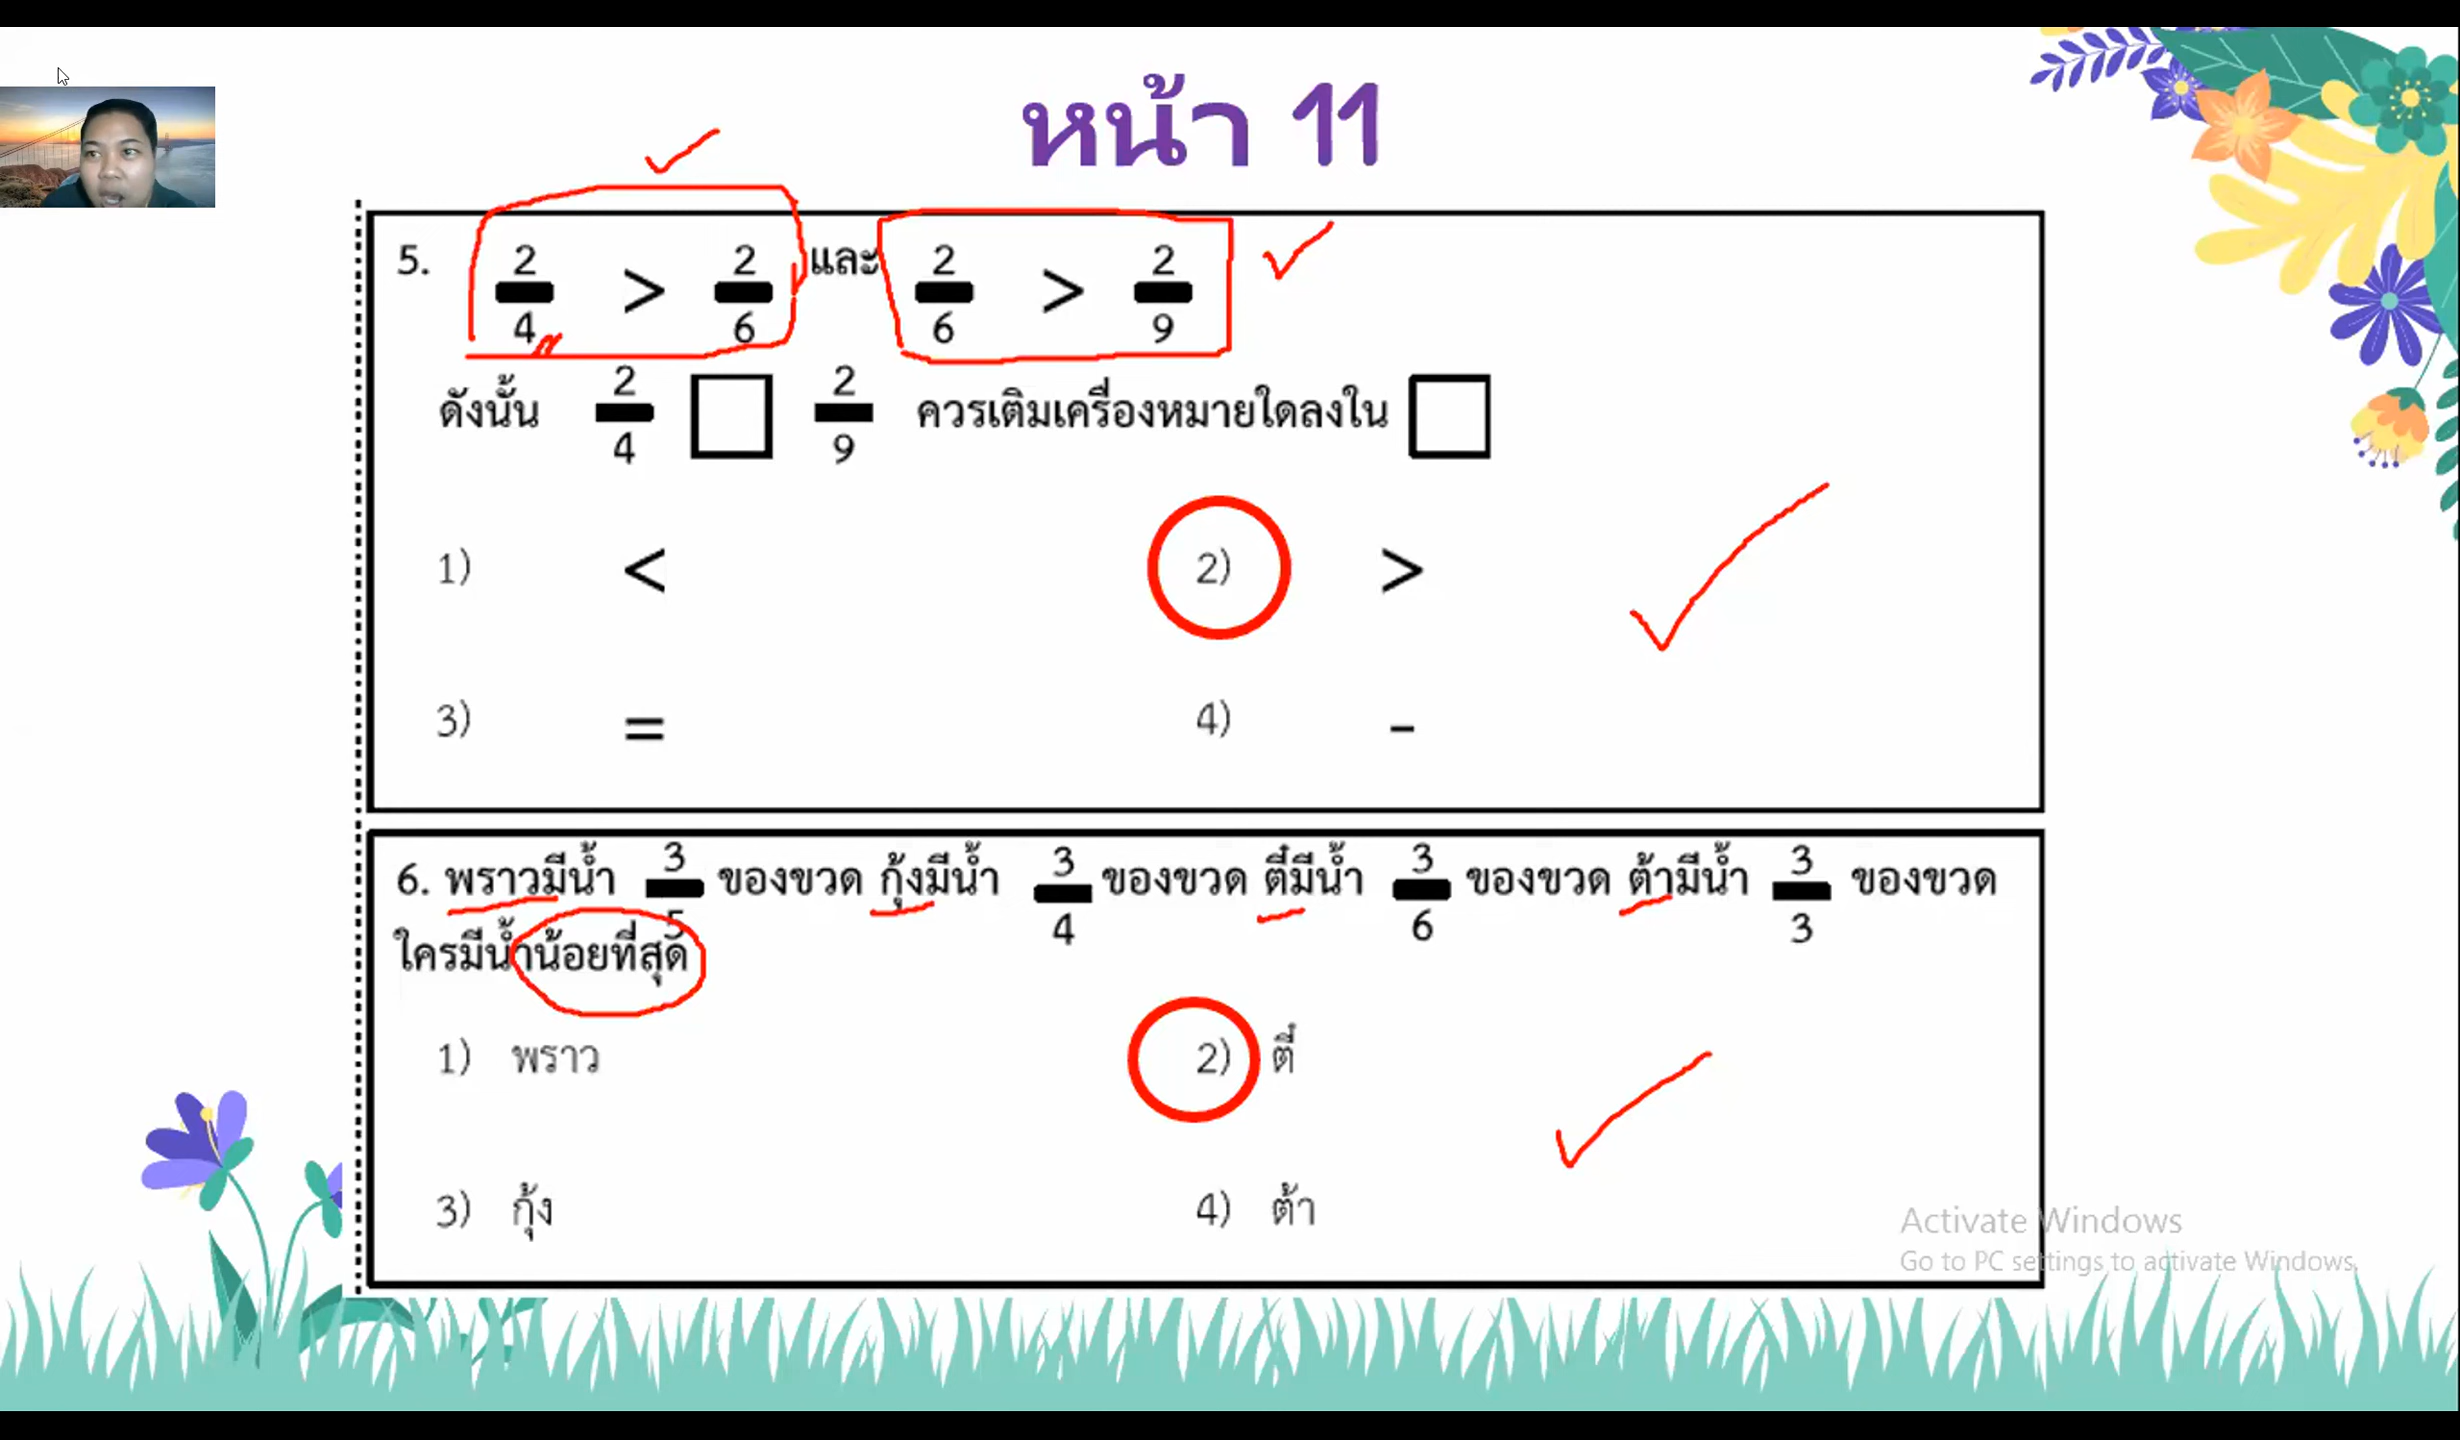 หน้า 11
5. 2/4 > 2/6 และ 2/6 > 2/9
ดังนั้น 2/4 □ 2/9 ควรเติมเครื่องหมายใดลงใน □
1) < 2) >
3) = 4) -
6. พราวมีน้ำ 3/5 ของขวด กุ้งมีน้ำ 3/4 ของขวด ตี๋มีน้ำ 3/6 ของขวด ต้ามีน้ำ 3/3 ของขวด
ใครมีน้ำน้อยที่สุด
1) พราว 2) ตี๋
3) กุ้ง 4) ต้า
Activate Windows
Go to PC settings to activate Windows.